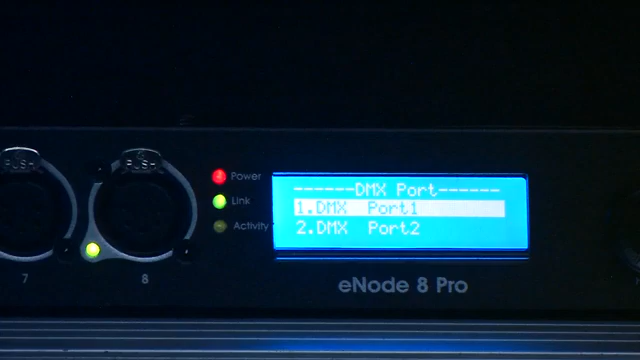 PUSH
PUSH
Power
Link
Activity
------DMX Port------
1.DMX  Port1
2.DMX  Port2
7
8
eNode 8 Pro